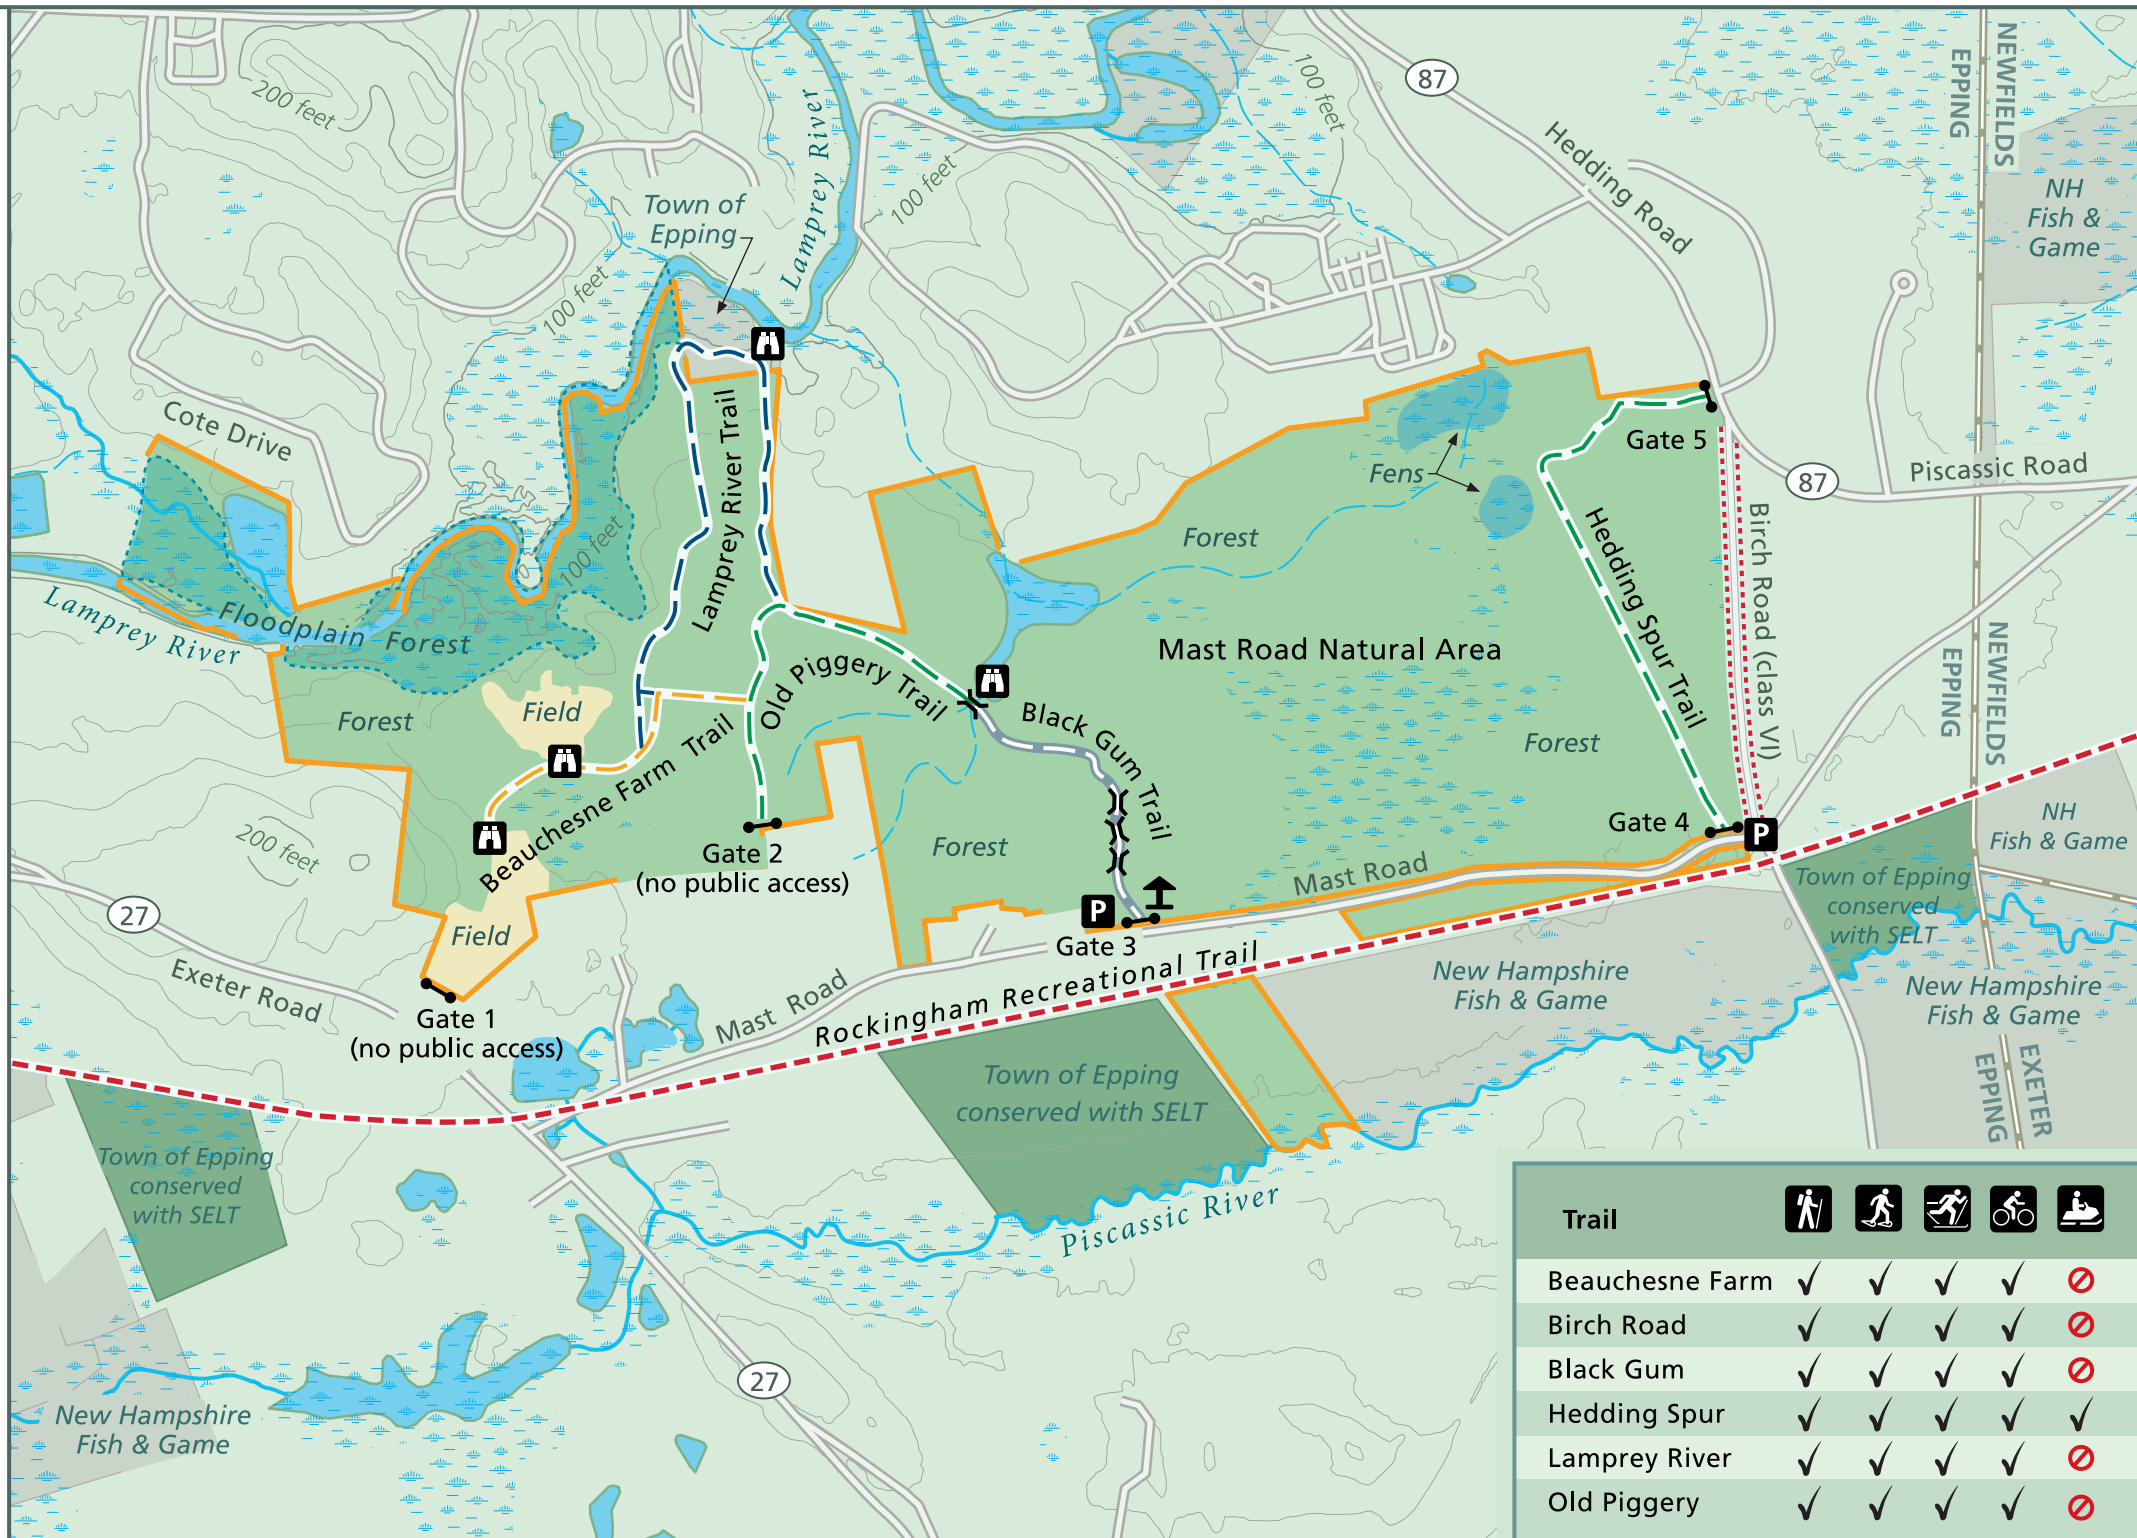 200 feet
100 feet
87
EPPING
NEWFIELDS
Hedding Road
Lamprey River
Town of
Epping
100 feet
NH
Fish &
Game
100 feet
Cote Drive
Gate 5
Fens
87
Piscassic Road
Lamprey River Trail
Forest
Hedding Spur Trail
Birch Road (class VI)
100 feet
Lamprey River
Floodplain Forest
Mast Road Natural Area
EPPING
NEWFIELDS
Old Piggery Trail
Black Gum Trail
Forest
Field
Forest
Beauchesne Farm Trail
200 feet
Gate 2
(no public access)
Forest
Gate 4
P
NH
Fish & Game
Mast Road
Town of Epping
conserved
with SELT
27
Field
P
Gate 3
Exeter Road
Gate 1
(no public access)
Mast Road
Rockingham Recreational Trail
New Hampshire
Fish & Game
New Hampshire
Fish & Game
EPPING
EXETER
Town of Epping
conserved with SELT
Town of Epping
conserved
with SELT
Piscassic River
27
New Hampshire
Fish & Game
Trail
Beauchesne Farm
Birch Road
Black Gum
Hedding Spur
Lamprey River
Old Piggery